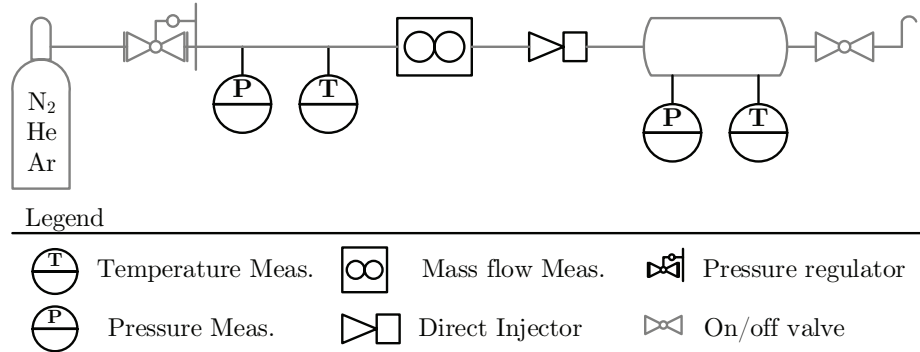 N2
He
Ar
P
T
P
T
Legend
T Temperature Meas.
Mass flow Meas.
Pressure regulator
P Pressure Meas.
Direct Injector
On/off valve